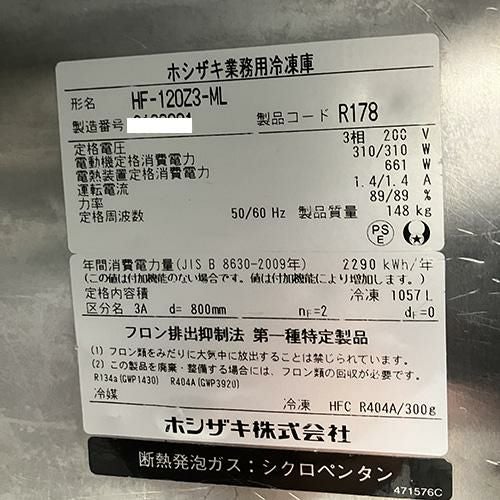 ホシザキ業務用冷凍庫
形名 HF-120Z3-ML
製造番号 製品コード R178
定格電圧 3相 200 V
電動機定格消費電力 310/310 W
電熱装置定格消費電力 661 W
運転電流 1.4/1.4 A
力率 89/89 %
定格周波数 50/60 Hz 製品質量 148 kg
PS
E
年間消費電力量(JIS B 8630-2009年) 2290 kWh/年
(この値は付加機能のない場合です。値は付加機能により増加します。)
定格内容積 冷凍 1057 L
区分名 3A d= 800mm nF=2 dF=0
フロン排出抑制法 第一種特定製品
(1) フロン類をみだりに大気中に放出することは禁じられています。
(2) この製品を廃棄・整備する場合には、フロン類の回収が必要です。
R134a(GWP1430) R404A(GWP3920)
冷媒 冷凍 HFC R404A/300g
ホシザキ株式会社
断熱発泡ガス：シクロペンタン
471576C